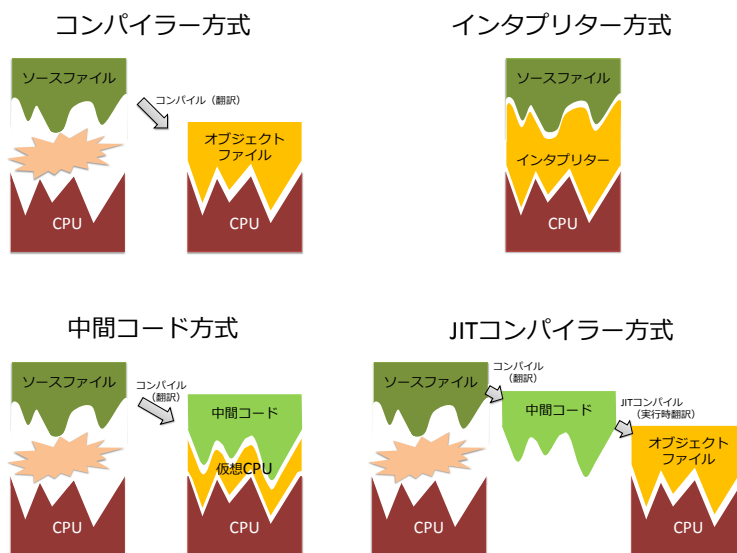 コンパイラー方式
ソースファイル
コンパイル（翻訳）
オブジェクト
ファイル
CPU
CPU
インタプリター方式
ソースファイル
インタプリター
CPU
中間コード方式
ソースファイル
コンパイル
（翻訳）
中間コード
仮想CPU
CPU
CPU
JITコンパイラー方式
ソースファイル
コンパイル
（翻訳）
中間コード
JITコンパイル
（実行時翻訳）
オブジェクト
ファイル
CPU
CPU